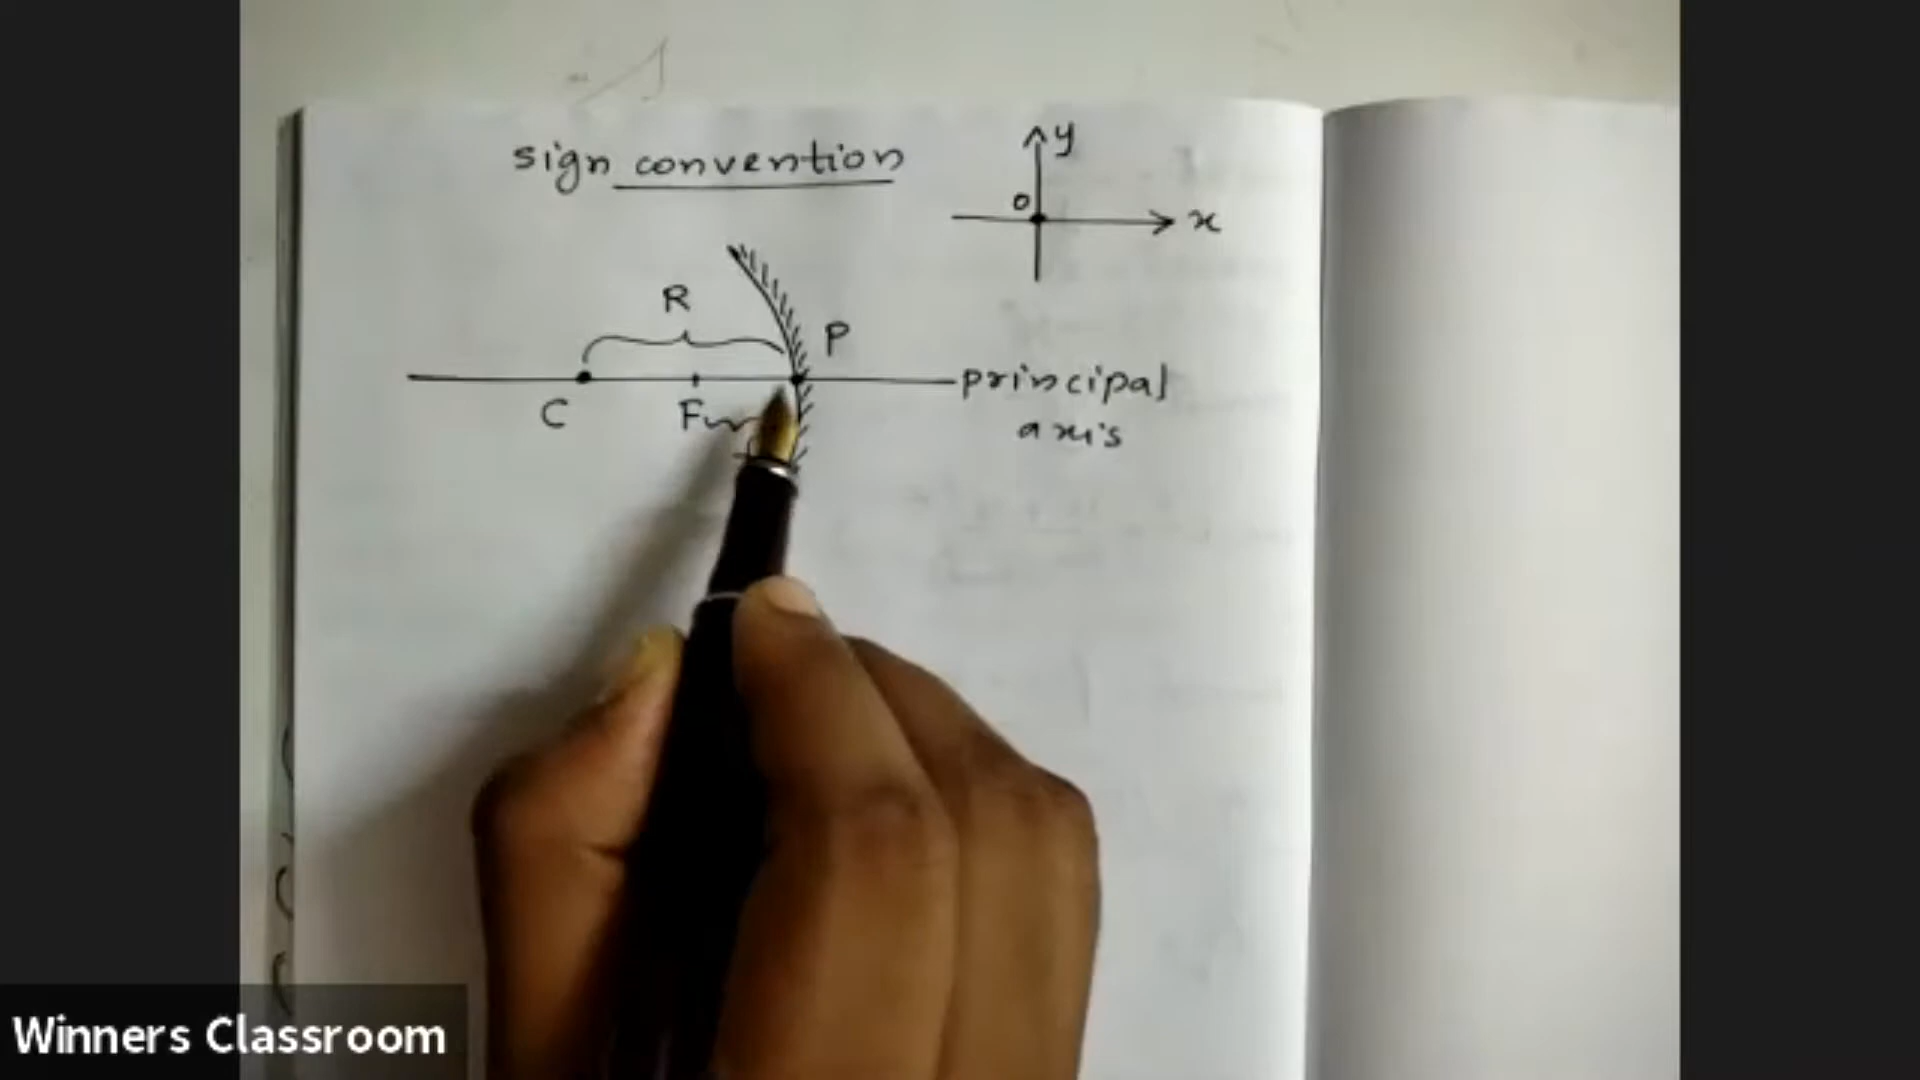 sign convention
y
o
x
R
P
C
F
principal
axis
Winners Classroom